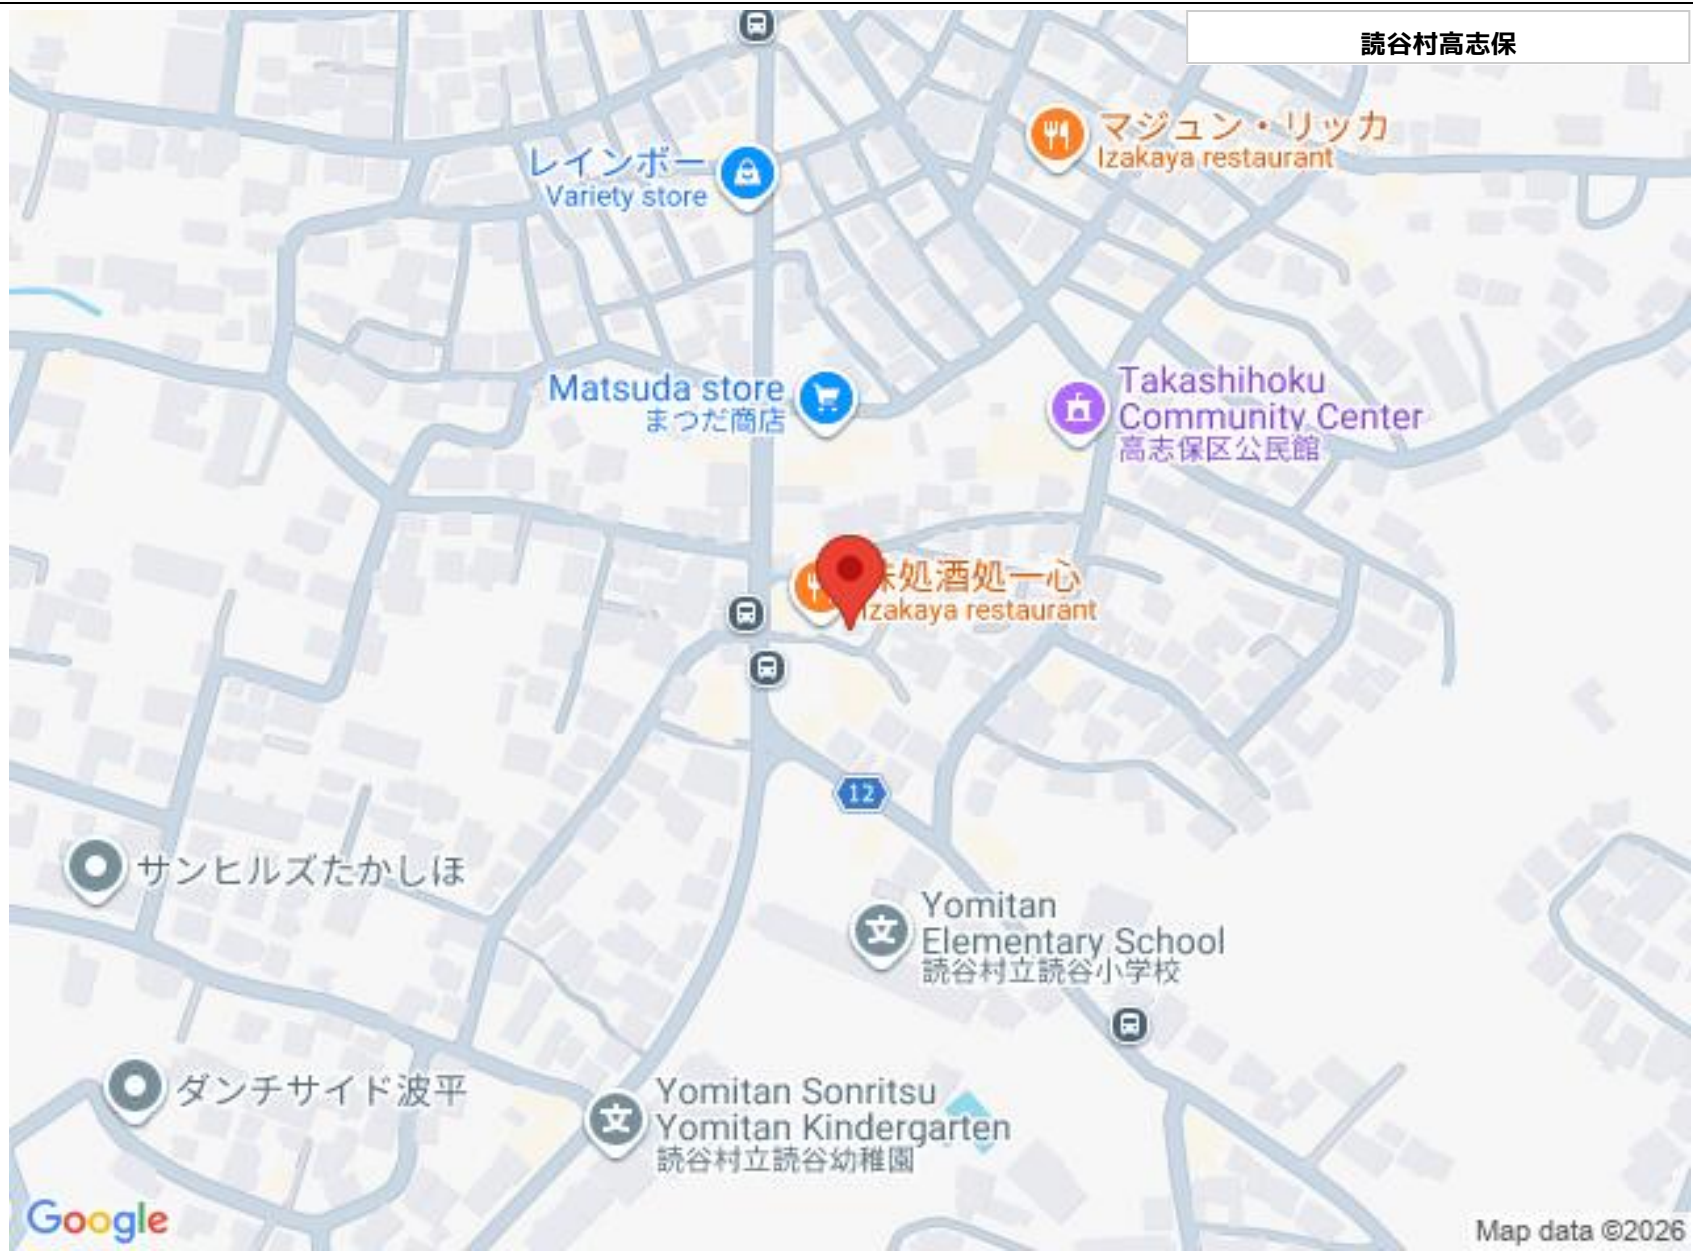 読谷村高志保
マジュン・リッカ
Izakaya restaurant
レインボー
Variety store
Matsuda store
まつだ商店
Takashihoku
Community Center
高志保区公民館
処酒処一心
Izakaya restaurant
12
サンヒルズたかしほ
Yomitan
Elementary School
読谷村立読谷小学校
ダンチサイド波平
Yomitan Sonritsu
Yomitan Kindergarten
読谷村立読谷幼稚園
Google
Map data ©2026